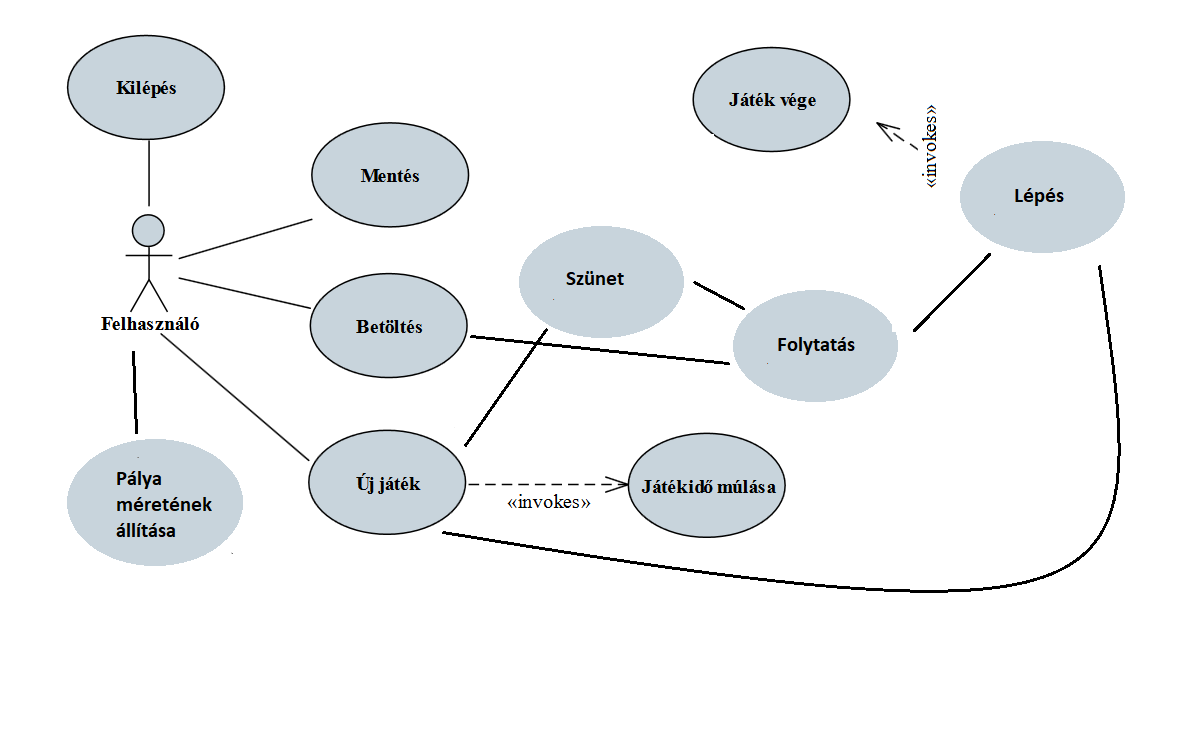 Kilépés
Játék vége
«invokes»
Mentés
Lépés
Szünet
Felhasználó
Betöltés
Folytatás
Pálya
méretének
állítása
Új játék
«invokes»
Játékidő múlása